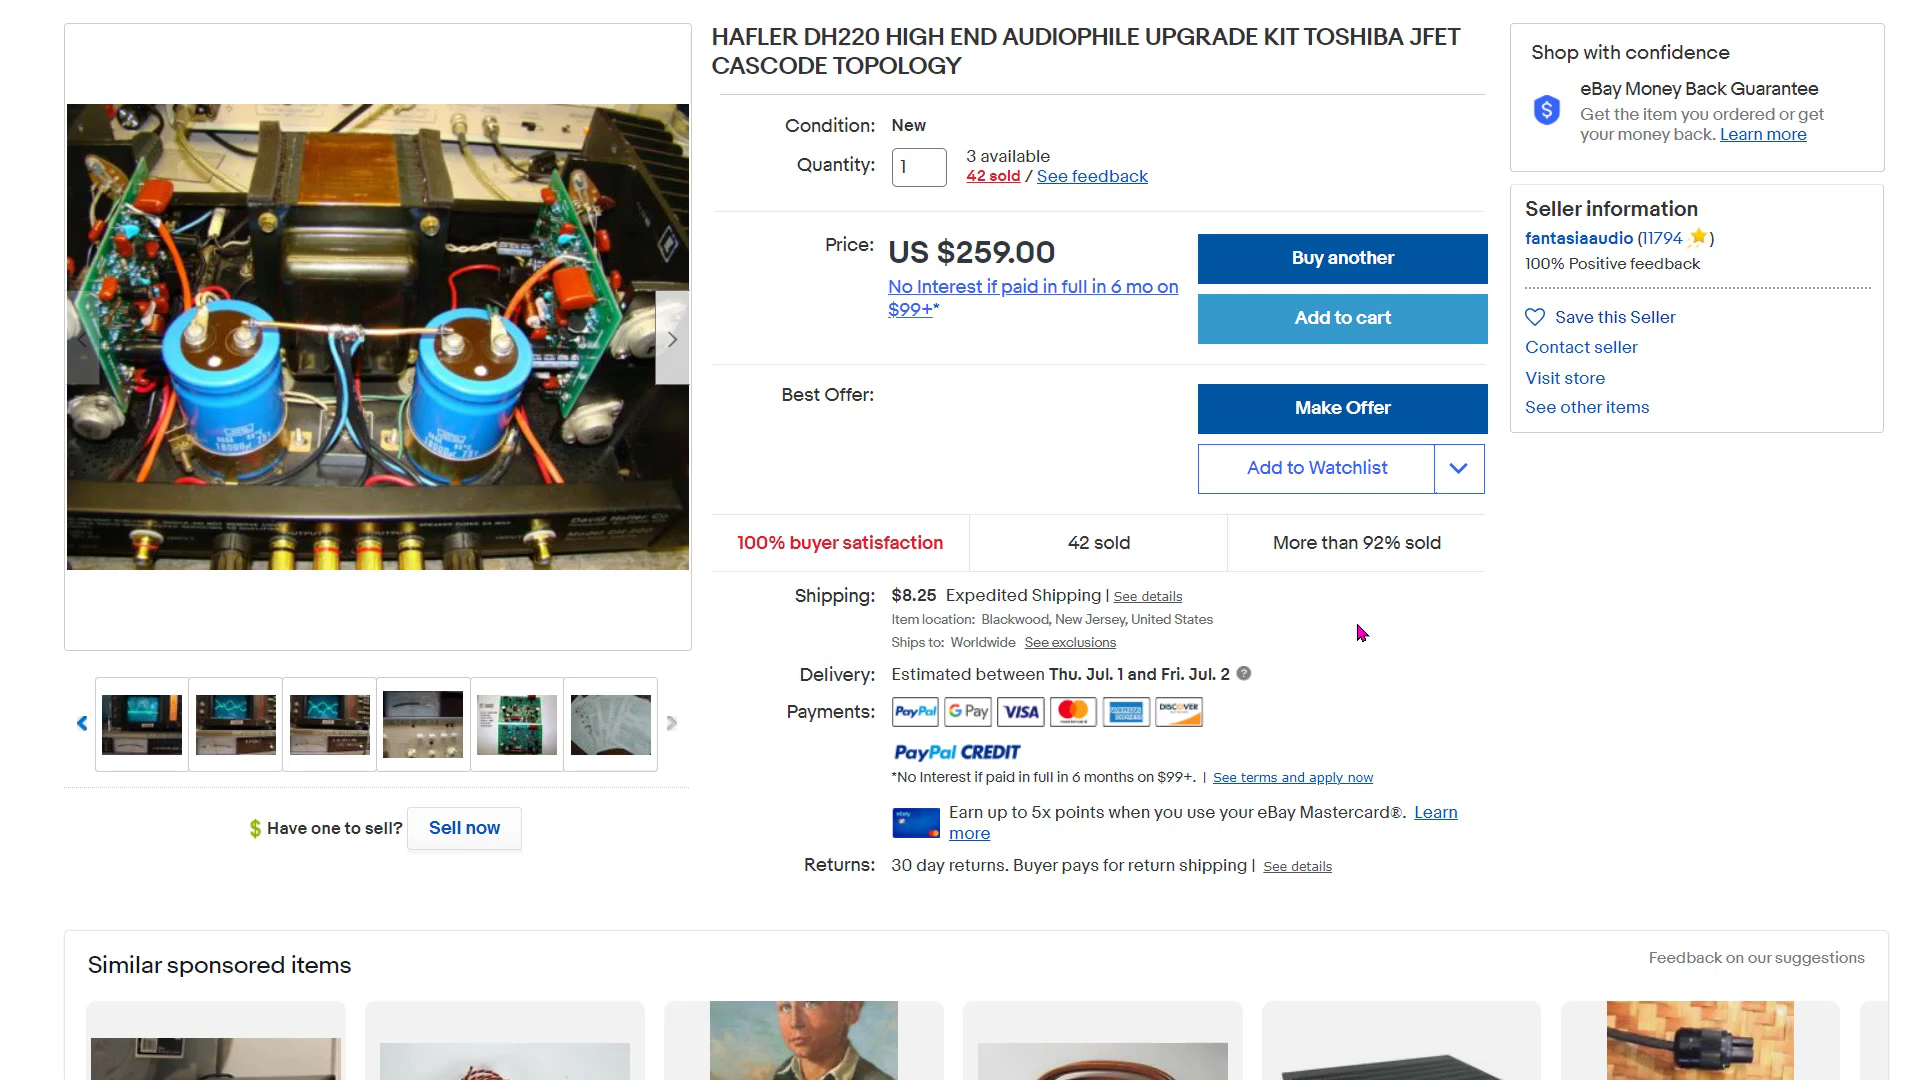 HAFLER DH220 HIGH END AUDIOPHILE UPGRADE KIT TOSHIBA JFET
CASCODE TOPOLOGY
Condition: New
Quantity: 1
3 available
42 sold / See feedback
Price: US $259.00
No Interest if paid in full in 6 mo on
$99+*
Buy another
Add to cart
Best Offer:
Make Offer
Add to Watchlist
100% buyer satisfaction
42 sold
More than 92% sold
Shipping: $8.25 Expedited Shipping | See details
Item location: Blackwood, New Jersey, United States
Ships to: Worldwide See exclusions
Delivery: Estimated between Thu. Jul. 1 and Fri. Jul. 2 ?
Payments: PayPal G Pay VISA mastercard AMERICAN EXPRESS DISCOVER
PayPal CREDIT
*No Interest if paid in full in 6 months on $99+. | See terms and apply now
ebay
Earn up to 5x points when you use your eBay Mastercard®. Learn
more
Returns: 30 day returns. Buyer pays for return shipping | See details
Shop with confidence
$
eBay Money Back Guarantee
Get the item you ordered or get
your money back. Learn more
Seller information
fantasiaaudio (11794)
100% Positive feedback
Save this Seller
Contact seller
Visit store
See other items
$ Have one to sell? Sell now
Similar sponsored items
Feedback on our suggestions